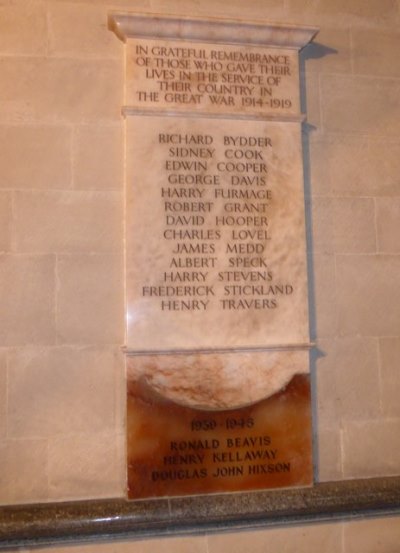 IN GRATEFUL REMEMBRANCE
OF THOSE WHO GAVE THEIR
LIVES IN THE SERVICE OF
THEIR COUNTRY IN
THE GREAT WAR 1914-1919
RICHARD BYDDER
SIDNEY COOK
EDWIN COOPER
GEORGE DAVIS
HARRY FURMAGE
ROBERT GRANT
DAVID HOOPER
CHARLES LOVEL
JAMES MEDD
ALBERT SPECK
HARRY STEVENS
FREDERICK STICKLAND
HENRY TRAVERS
1939-1945
RONALD BEAVIS
HENRY KELLAWAY
DOUGLAS JOHN HIXSON